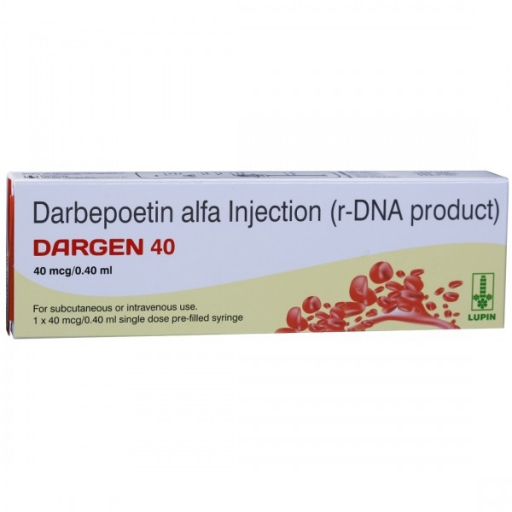 Darbepoetin alfa Injection (r-DNA product)
DARGEN 40
40 mcg/0.40 ml
For subcutaneous or intravenous use.
1 x 40 mcg/0.40 ml single dose pre-filled syringe
LUPIN